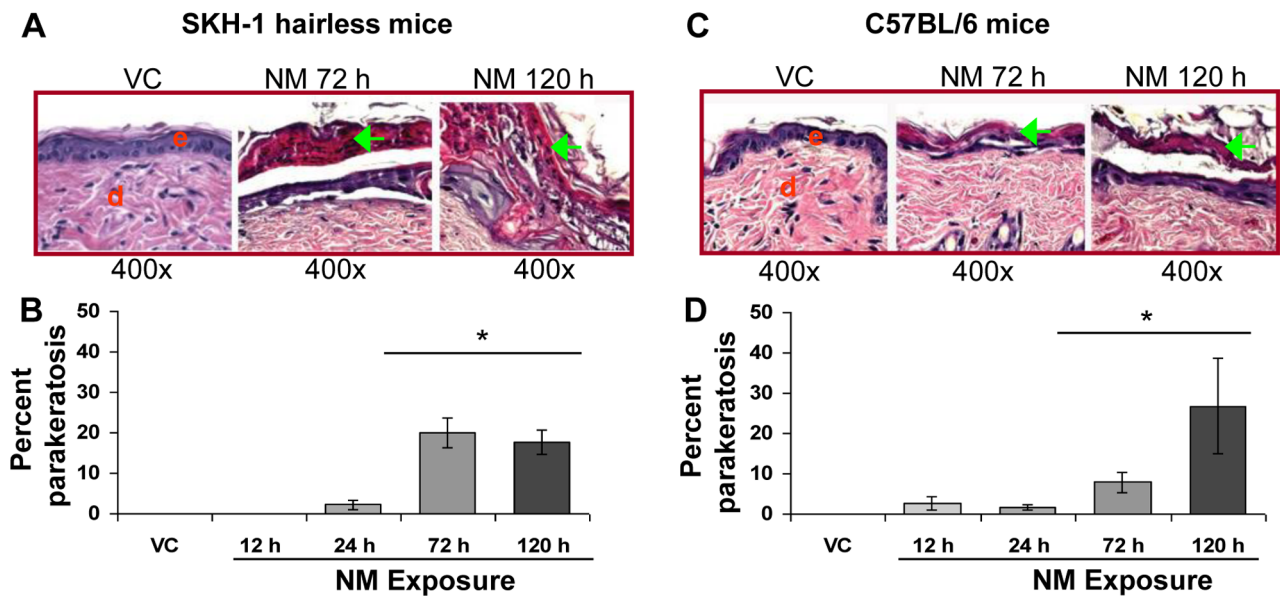 A SKH-1 hairless mice
VC NM 72 h NM 120 h
e
d
400x 400x 400x
B
Percent
parakeratosis
50
40
30
20
10
0
*
VC 12 h 24 h 72 h 120 h
NM Exposure
C C57BL/6 mice
VC NM 72 h NM 120 h
e
d
400x 400x 400x
D
Percent
parakeratosis
50
40
30
20
10
0
*
VC 12 h 24 h 72 h 120 h
NM Exposure